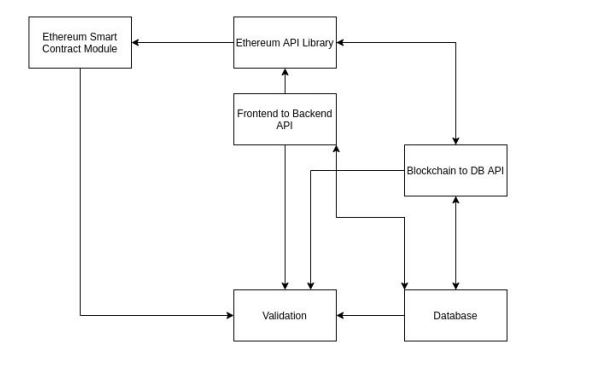 Ethereum Smart
Contract Module
Ethereum API Library
Frontend to Backend
API
Blockchain to DB API
Validation
Database